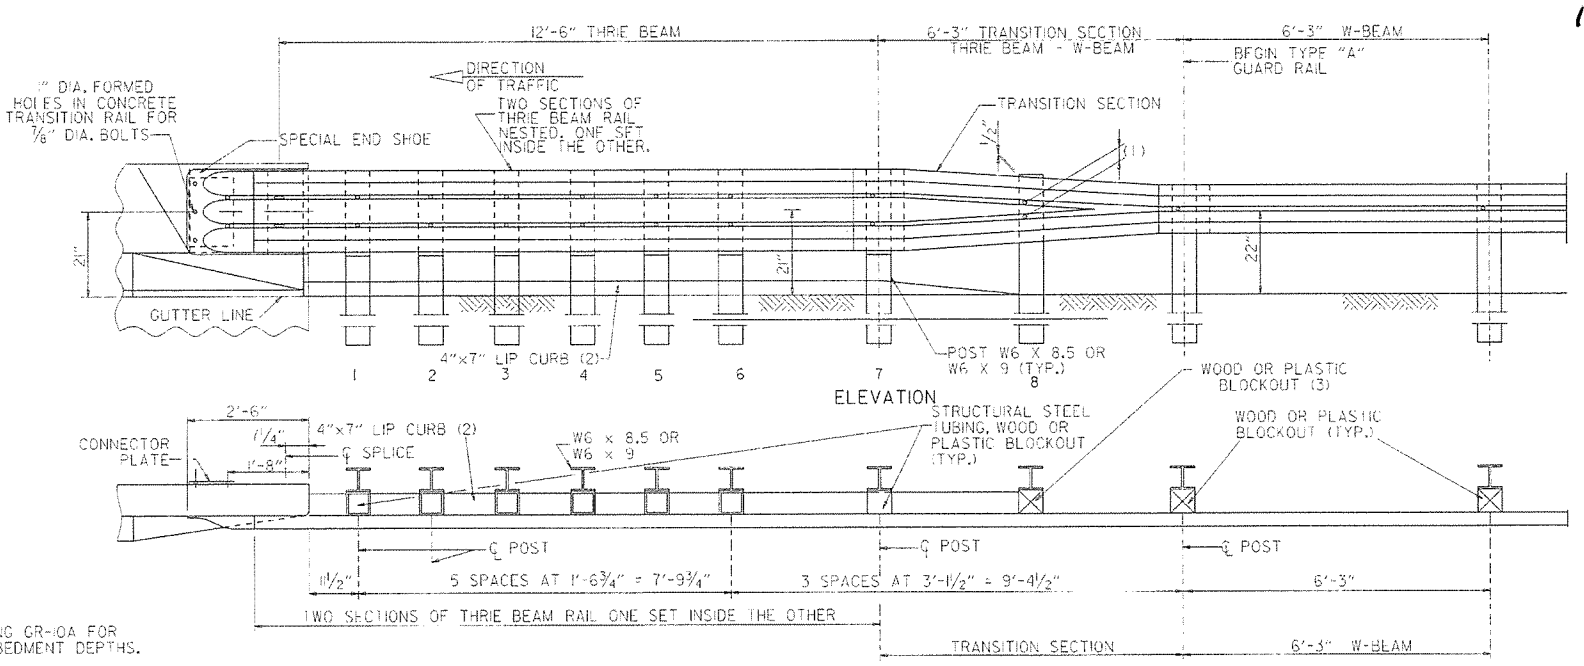 12'-6" THRIE BEAM
6'-3" TRANSITION SECTION
THRIE BEAM - W-BEAM
6'-3" W-BEAM
BEGIN TYPE "A"
GUARD RAIL
DIRECTION
OF TRAFFIC
1" DIA. FORMED
HOLES IN CONCRETE
TRANSITION RAIL FOR
7/8" DIA. BOLTS
SPECIAL END SHOE
TWO SECTIONS OF
THRIE BEAM RAIL
NESTED. ONE SET
INSIDE THE OTHER.
TRANSITION SECTION
1/2"
(1)
21"
21"
22"
GUTTER LINE
4"x7" LIP CURB (2)
POST W6 X 8.5 OR
W6 X 9 (TYP.)
1 2 3 4 5 6 7 8
ELEVATION
WOOD OR PLASTIC
BLOCKOUT (3)
2'-6"
7 1/4"
4"x7" LIP CURB (2)
℄ SPLICE
CONNECTOR
PLATE
1'-8"
W6 x 8.5 OR
W6 x 9
STRUCTURAL STEEL
TUBING, WOOD OR
PLASTIC BLOCKOUT
(TYP.)
WOOD OR PLASTIC
BLOCKOUT (TYP.)
℄ POST
℄ POST
℄ POST
11 1/2"
5 SPACES AT 1'-6 3/4" = 7'-9 3/4"
3 SPACES AT 3'-1 1/2" = 9'-4 1/2"
6'-3"
TWO SECTIONS OF THRIE BEAM RAIL ONE SET INSIDE THE OTHER
NG GR-10A FOR
BEDMENT DEPTHS.
TRANSITION SECTION
6'-3" W-BEAM